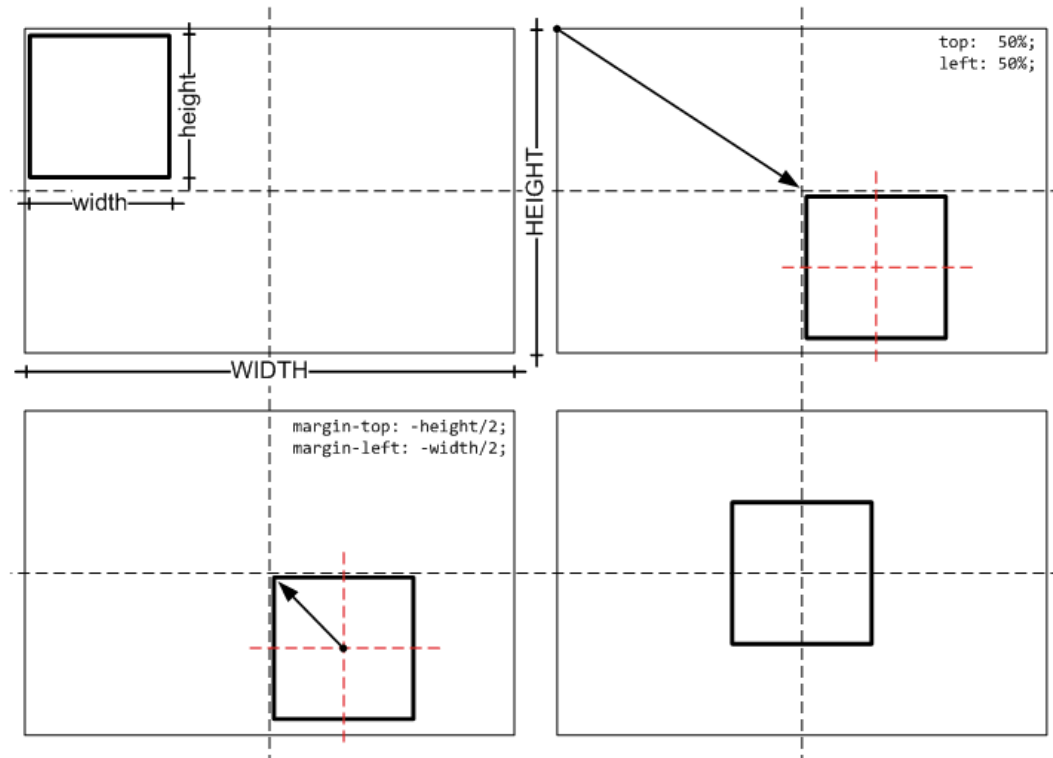 height
width
WIDTH
HEIGHT
top:  50%;
left: 50%;
margin-top: -height/2;
margin-left: -width/2;